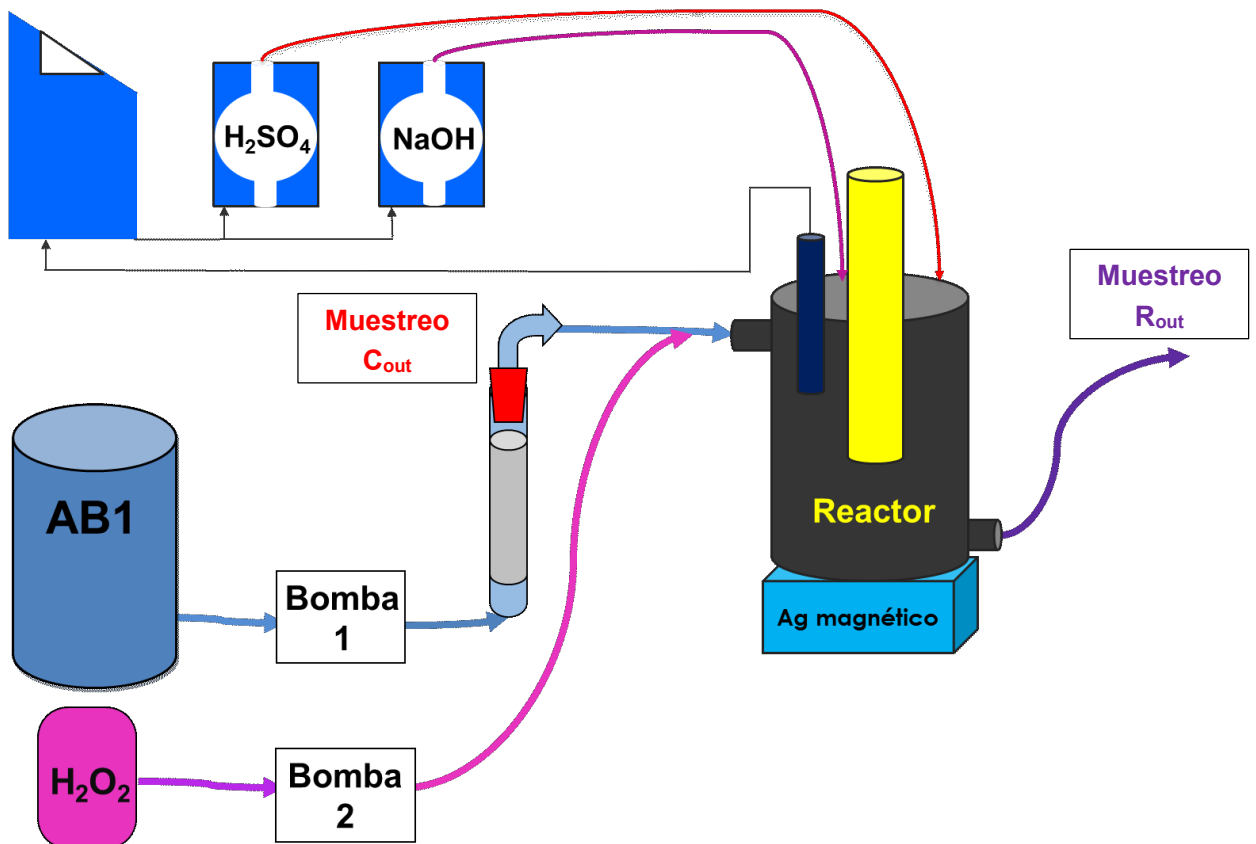 H₂SO₄
NaOH
Muestreo
Cout
Muestreo
Rout
AB1
Reactor
Bomba
1
Ag magnético
H₂O₂
Bomba
2